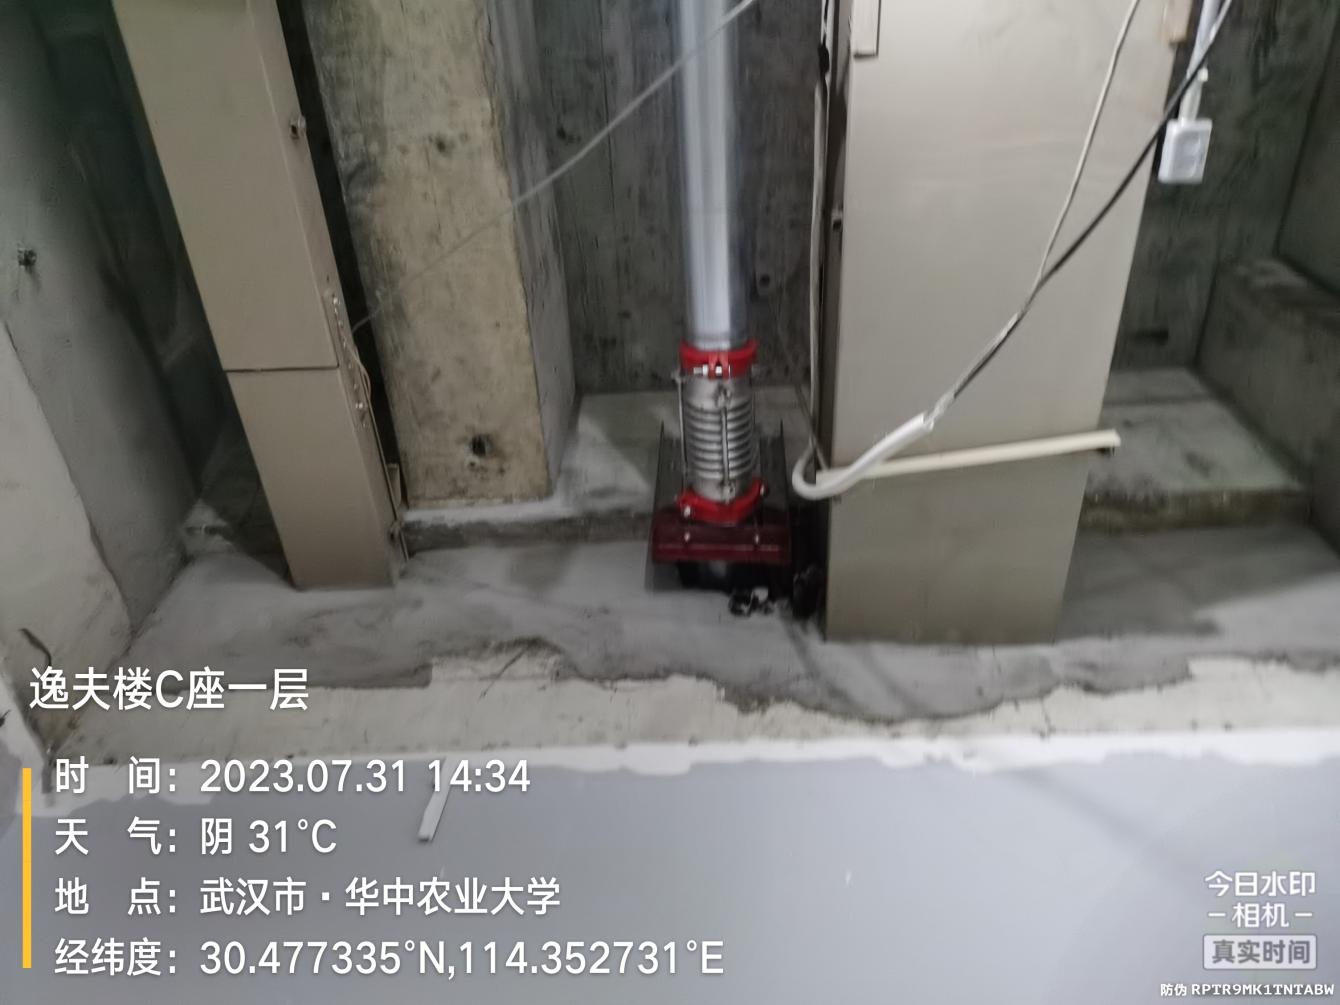 逸夫楼C座一层
时 间：2023.07.31 14:34
天 气：阴 31°C
地 点：武汉市·华中农业大学
经纬度：30.477335°N,114.352731°E
今日水印
-相机-
真实时间
防伪 RPTR9MK1TNTABW